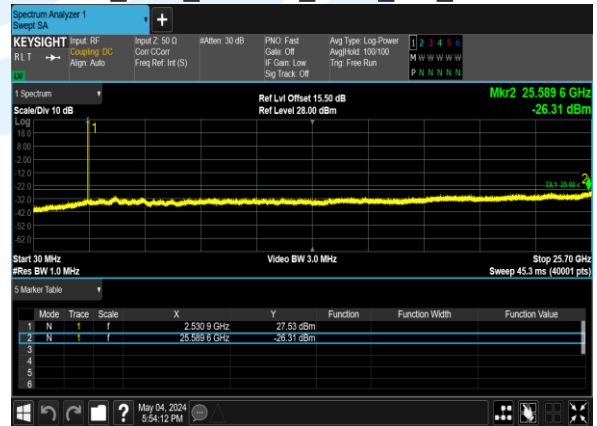 Spectrum Analyzer 1
Swept SA
KEYSIGHT Input: RF Input Z: 50 Ω #Atten: 30 dB PNO: Fast Avg Type: Log-Power 1 2 3 4 5 6
RLT Coupling: DC Corr CCorr Gate: Off Avg|Hold: 100/100 M W W W W W
Align: Auto Freq Ref: Int (S) IF Gain: Low Trig: Free Run
Sig Track: Off P N N N N N
LV
1 Spectrum Ref Lvl Offset 15.50 dB Mkr2 25.589 6 GHz
Scale/Div 10 dB Ref Level 28.00 dBm -26.31 dBm
Log
1
18.0
8.00
-2.00
-12.0
2
-22.0 DL1 -25.00
-32.0
-42.0
-52.0
-62.0
Start 30 MHz Video BW 3.0 MHz Stop 25.70 GHz
#Res BW 1.0 MHz Sweep 45.3 ms (40001 pts)
5 Marker Table
Mode Trace Scale X Y Function Function Width Function Value
1 N 1 f 2.530 9 GHz 27.53 dBm
2 N 1 f 25.589 6 GHz -26.31 dBm
3
4
5
6
? May 04, 2024
5:54:12 PM